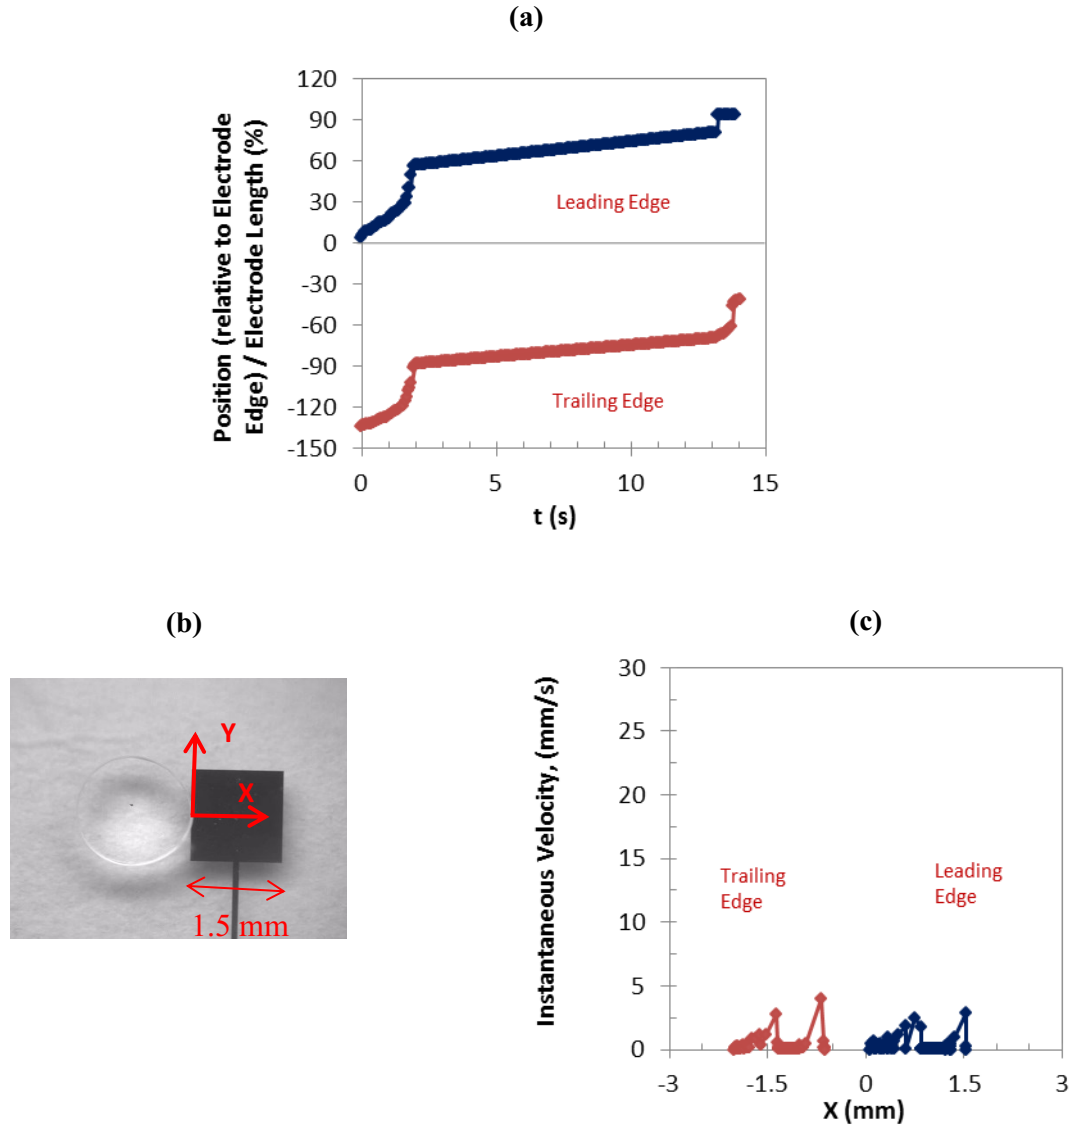 (a)
Position (relative to Electrode
Edge) / Electrode Length (%)
120
90
60
30
0
-30
-60
-90
-120
-150
Leading Edge
Trailing Edge
0
5
10
15
t (s)
(b)
Y
X
1.5 mm
(c)
Instantaneous Velocity, (mm/s)
30
25
20
15
10
5
0
Trailing
Edge
Leading
Edge
-3
-1.5
0
1.5
3
X (mm)